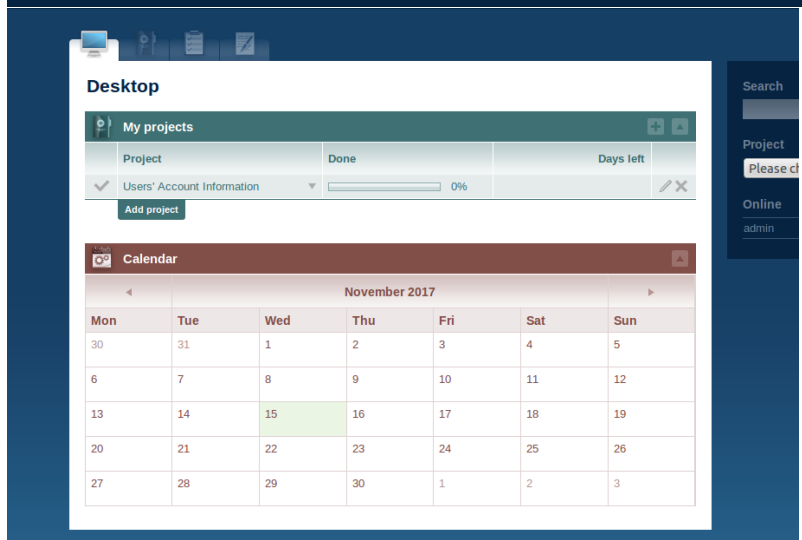 Desktop
My projects
Project Done Days left
Users' Account Information 0%
Add project
Calendar
November 2017
Mon Tue Wed Thu Fri Sat Sun
30 31 1 2 3 4 5
6 7 8 9 10 11 12
13 14 15 16 17 18 19
20 21 22 23 24 25 26
27 28 29 30 1 2 3
Search
Project
Please
Online
admin